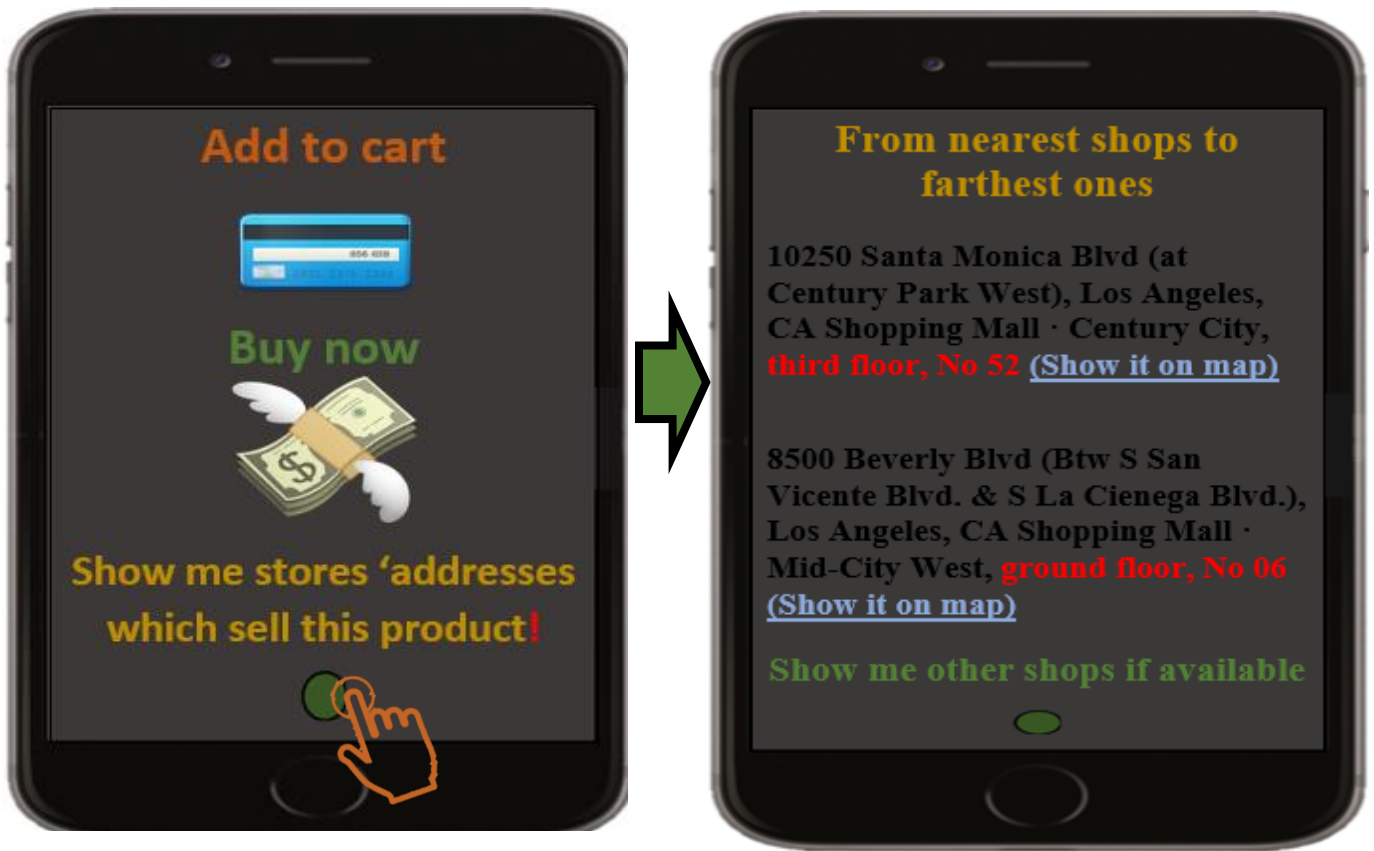 Add to cart
Buy now
Show me stores ‘addresses
which sell this product!
From nearest shops to
farthest ones
10250 Santa Monica Blvd (at
Century Park West), Los Angeles,
CA Shopping Mall · Century City,
third floor, No 52 (Show it on map)
8500 Beverly Blvd (Btw S San
Vicente Blvd. & S La Cienega Blvd.),
Los Angeles, CA Shopping Mall ·
Mid-City West, ground floor, No 06
(Show it on map)
Show me other shops if available